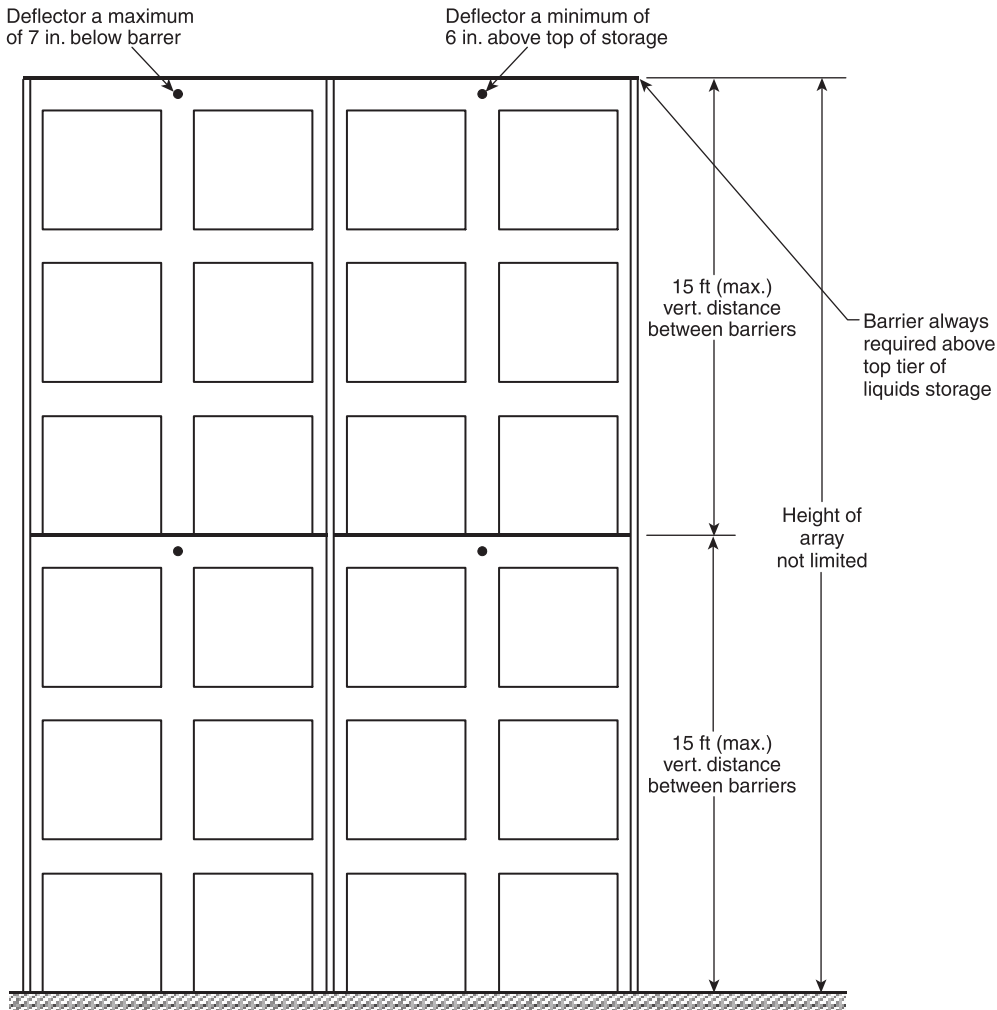 Deflector a maximum
of 7 in. below barrer
Deflector a minimum of
6 in. above top of storage
15 ft (max.)
vert. distance
between barriers
Barrier always
required above
top tier of
liquids storage
Height of
array
not limited
15 ft (max.)
vert. distance
between barriers